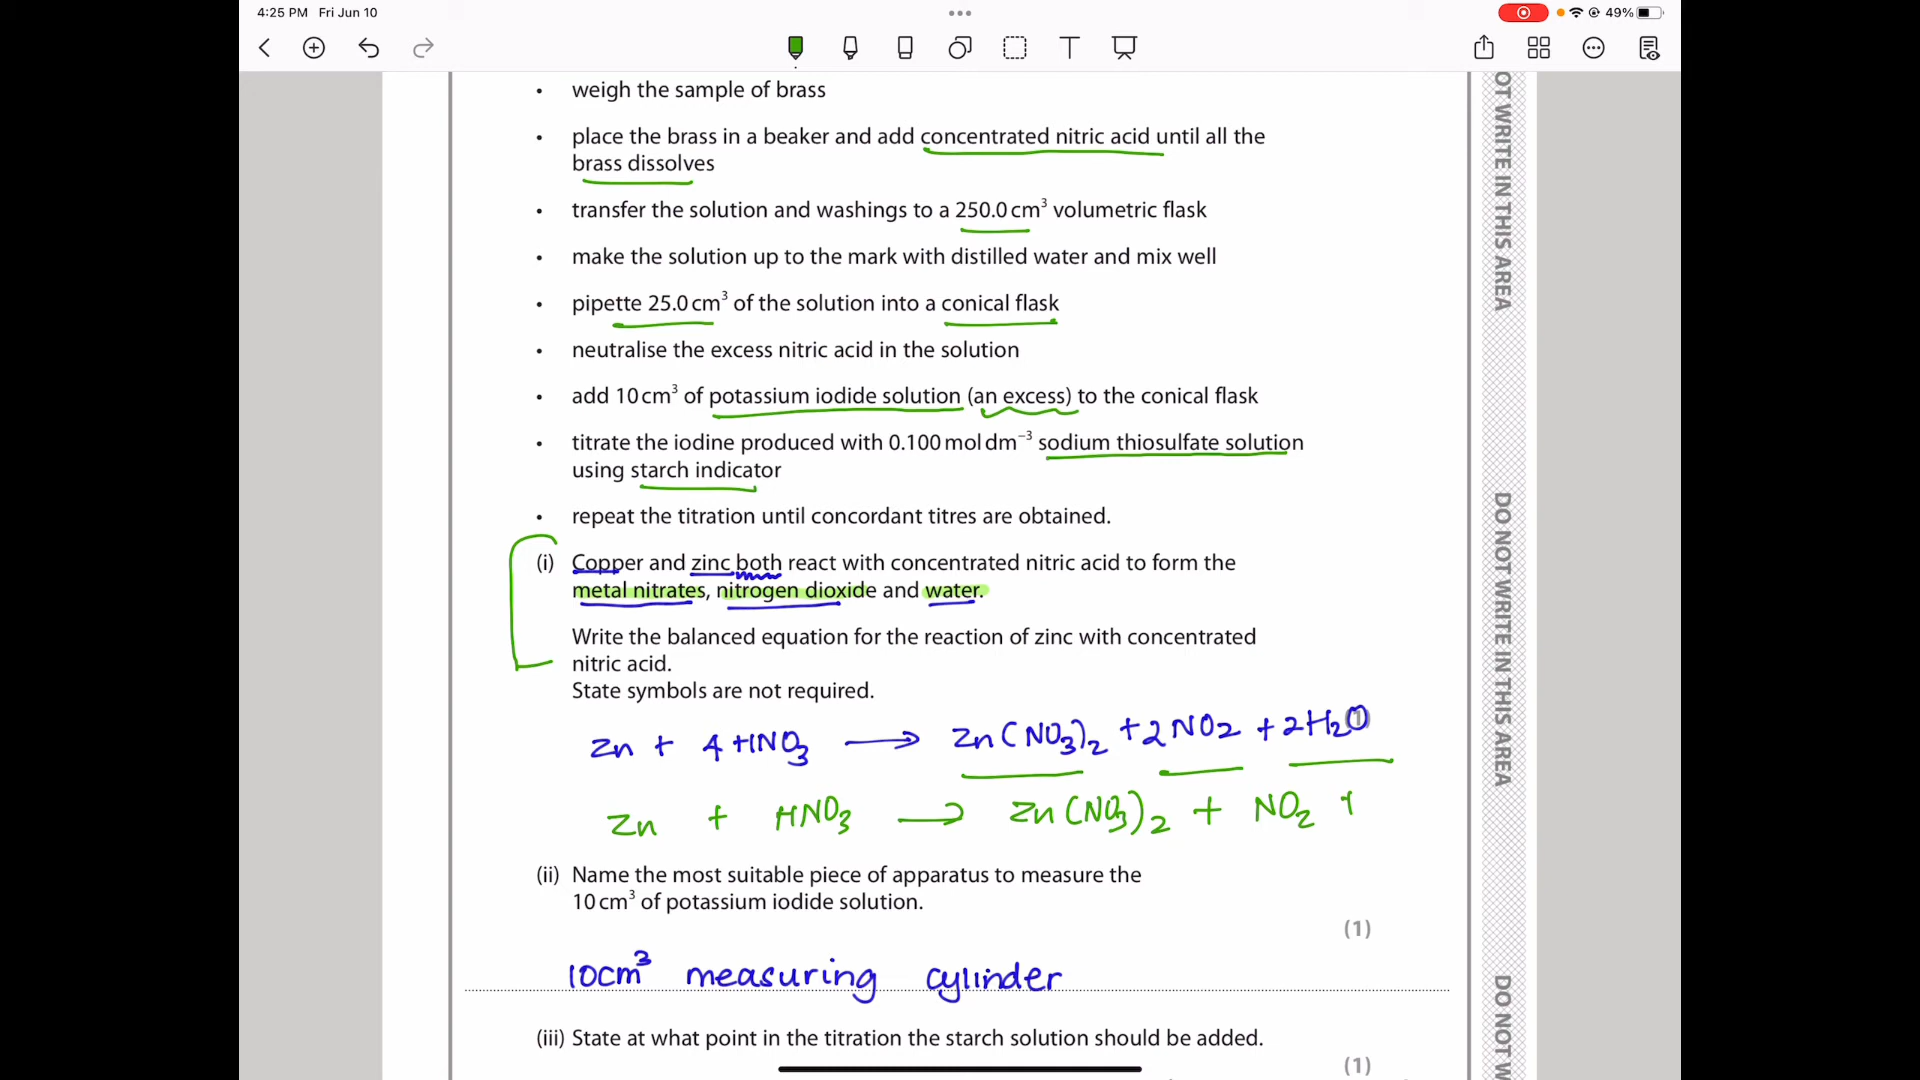 4:25 PM Fri Jun 10
49%
• weigh the sample of brass
• place the brass in a beaker and add concentrated nitric acid until all the
brass dissolves
• transfer the solution and washings to a 250.0 cm³ volumetric flask
• make the solution up to the mark with distilled water and mix well
• pipette 25.0 cm³ of the solution into a conical flask
• neutralise the excess nitric acid in the solution
• add 10 cm³ of potassium iodide solution (an excess) to the conical flask
• titrate the iodine produced with 0.100 mol dm⁻³ sodium thiosulfate solution
using starch indicator
• repeat the titration until concordant titres are obtained.
(i) Copper and zinc both react with concentrated nitric acid to form the
metal nitrates, nitrogen dioxide and water.
Write the balanced equation for the reaction of zinc with concentrated
nitric acid.
State symbols are not required.
Zn + 4HNO₃ → Zn(NO₃)₂ + 2NO₂ + 2H₂O
Zn + HNO₃ → Zn(NO₃)₂ + NO₂ +
(ii) Name the most suitable piece of apparatus to measure the
10 cm³ of potassium iodide solution.
(1)
10cm³ measuring cylinder
(iii) State at what point in the titration the starch solution should be added.
(1)
OT WRITE IN THIS AREA
DO NOT WRITE IN THIS AREA
DO NOT W